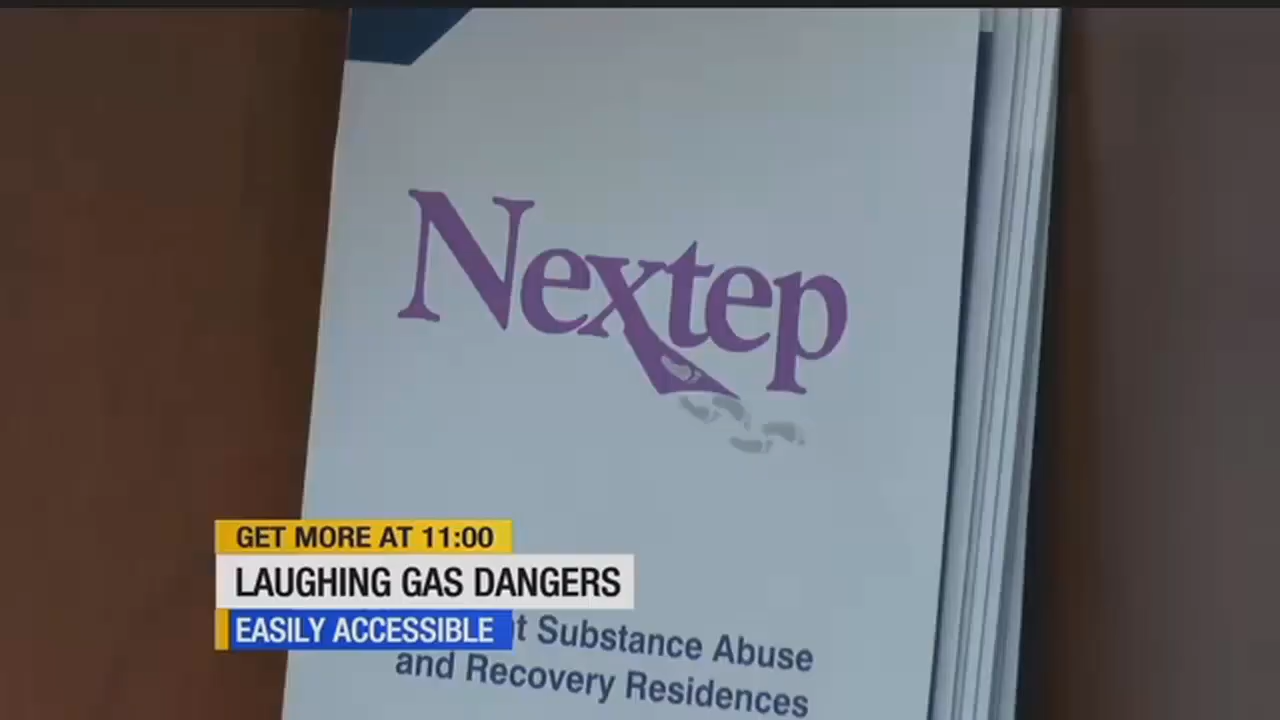 Nextep
GET MORE AT 11:00
LAUGHING GAS DANGERS
EASILY ACCESSIBLE
t Substance Abuse
and Recovery Residences